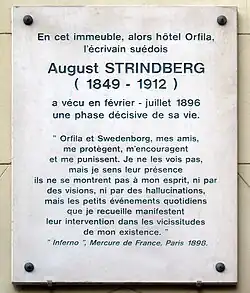 En cet immeuble, alors hôtel Orfila,
l'écrivain suédois
August STRINDBERG
( 1849 - 1912 )
a vécu en février - juillet 1896
une phase décisive de sa vie.
" Orfila et Swedenborg, mes amis,
me protègent, m'encouragent
et me punissent. Je ne les vois pas,
mais je sens leur présence
ils ne se montrent pas à mon esprit, ni par
des visions, ni par des hallucinations,
mais les petits événements quotidiens
que je recueille manifestent
leur intervention dans les vicissitudes
de mon existence. "
" Inferno ", Mercure de France, Paris 1898.